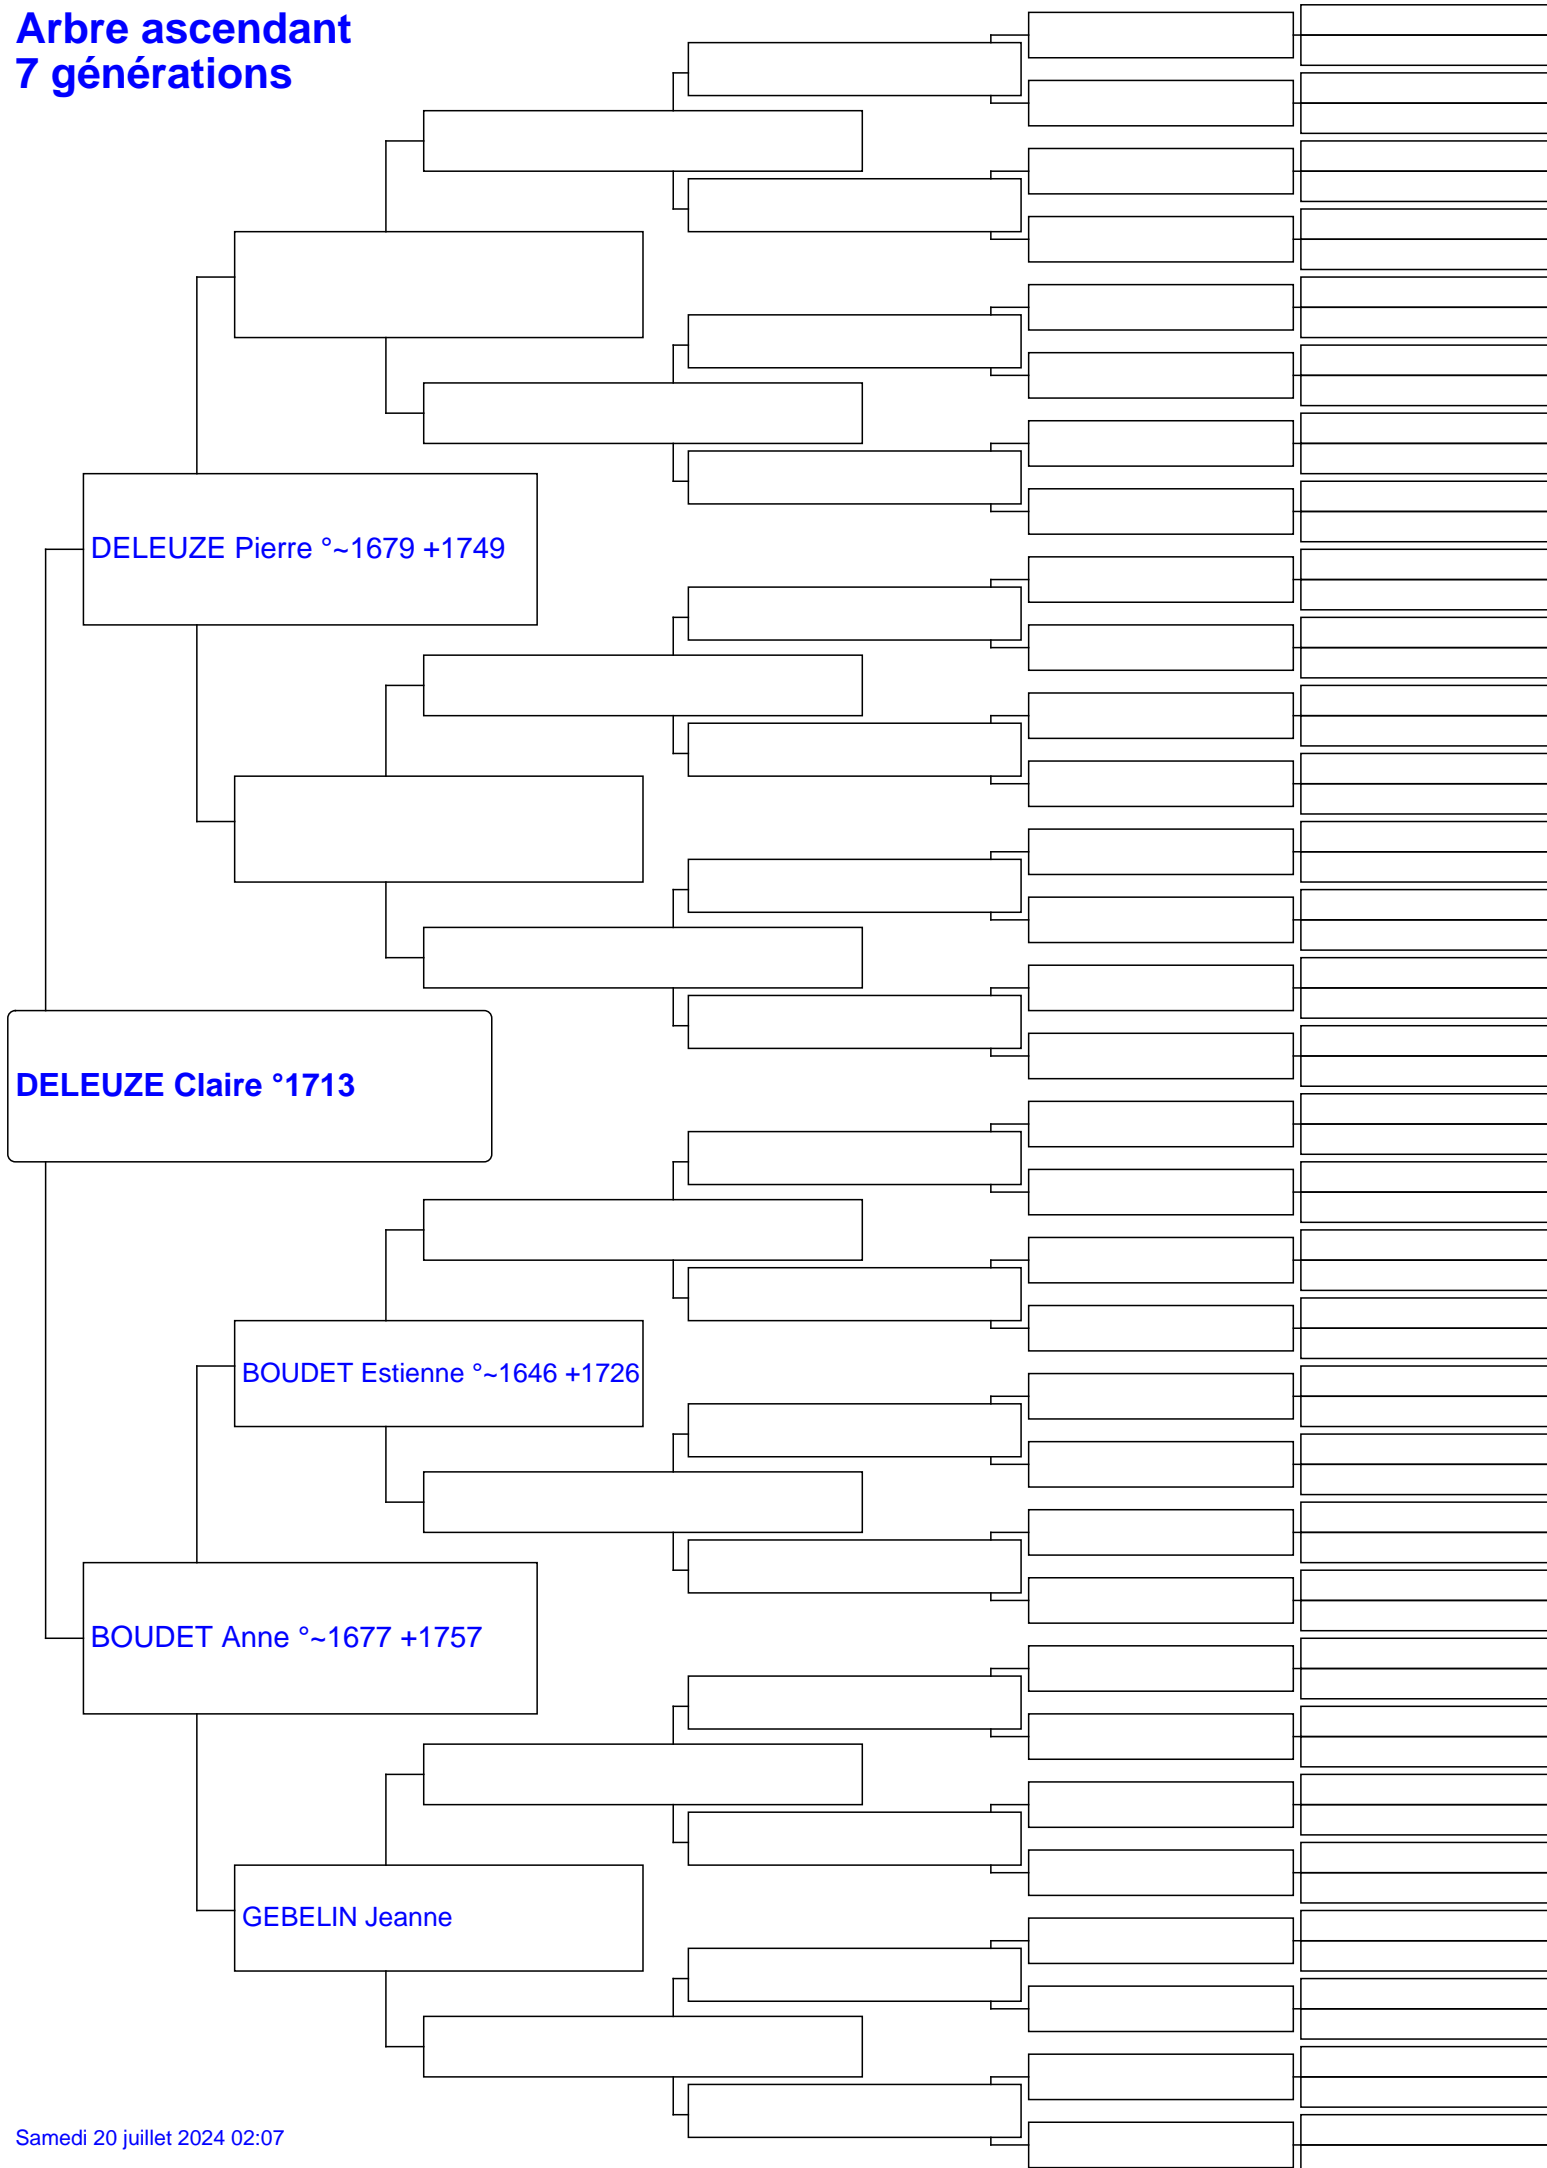 Arbre ascendant
7 générations
DELEUZE Pierre °~1679 +1749
DELEUZE Claire °1713
BOUDET Estienne °~1646 +1726
BOUDET Anne °~1677 +1757
GEBELIN Jeanne
Samedi 20 juillet 2024 02:07